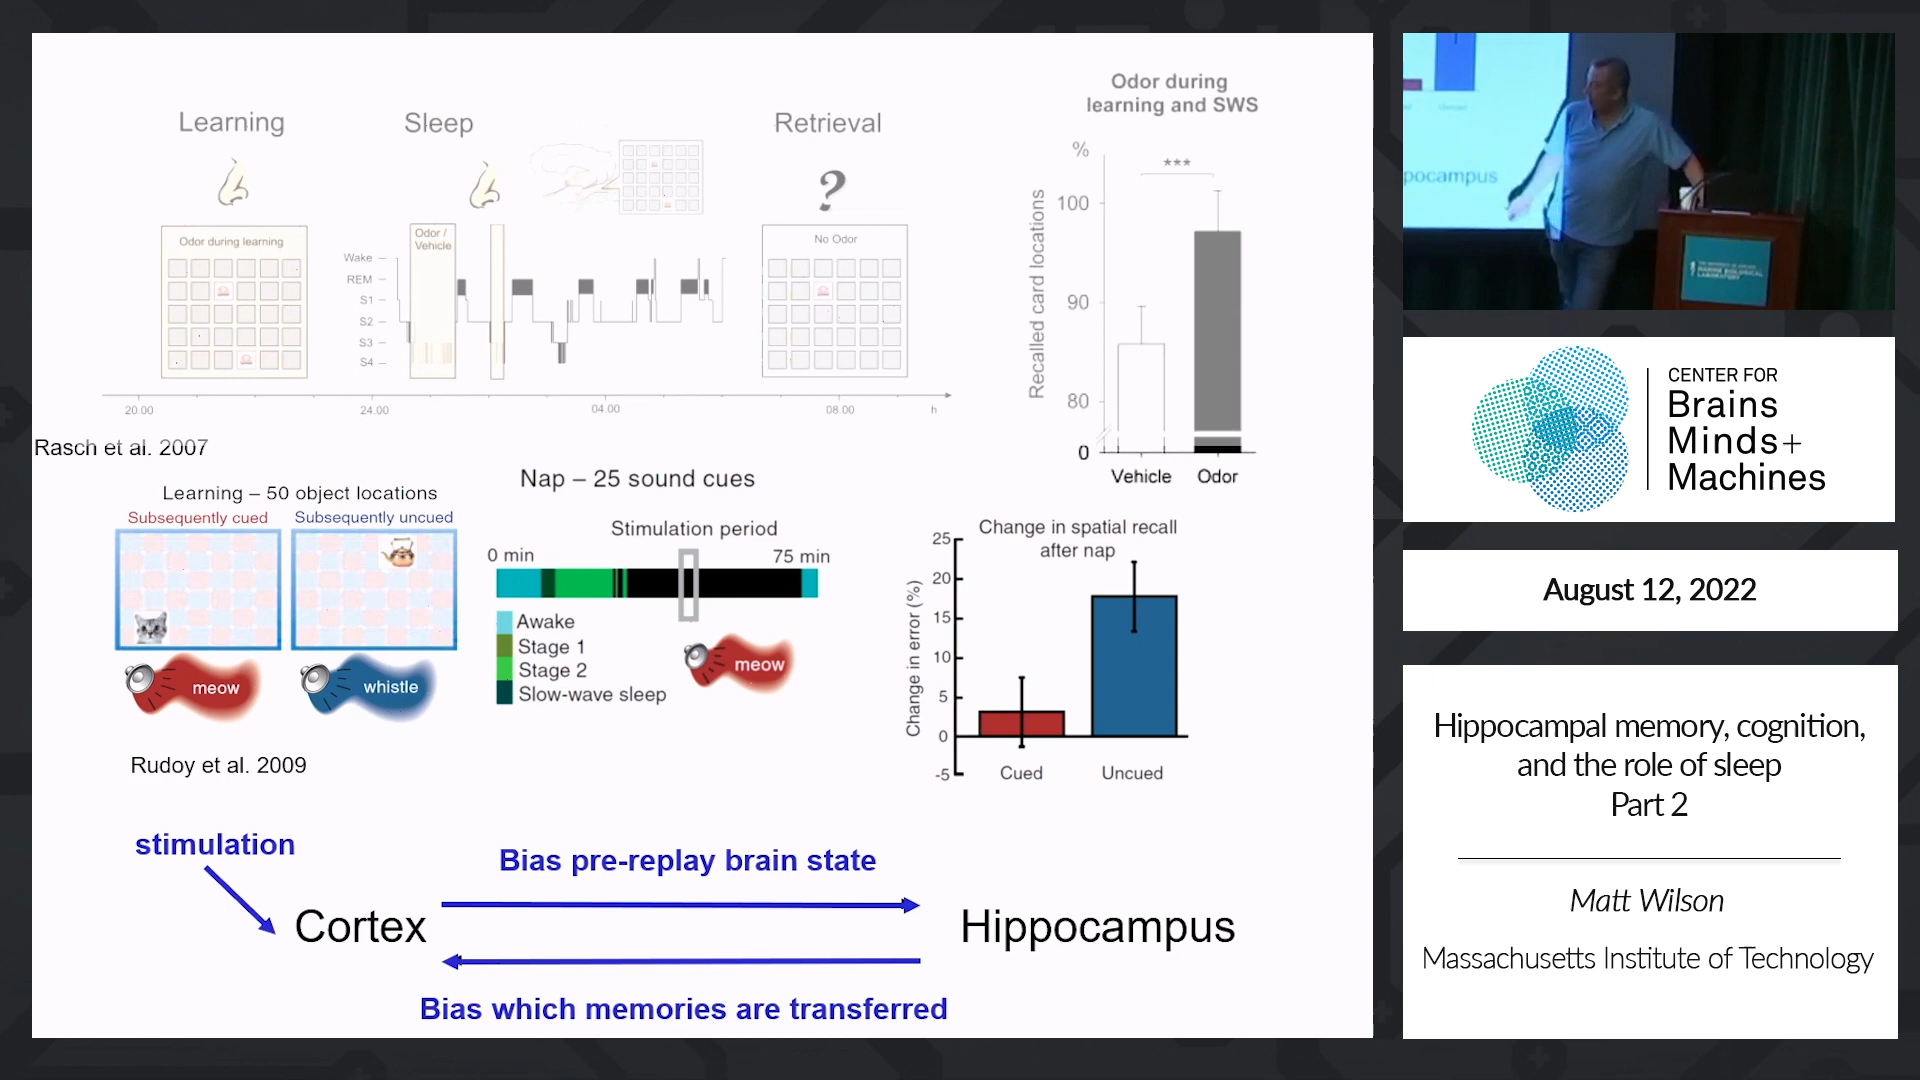 Odor during
learning and SWS
Learning
Sleep
Retrieval
%
***
?
Recalled card locations
100
90
80
0
Vehicle
Odor
Odor during learning
Odor /
Vehicle
No Odor
Wake
REM
S1
S2
S3
S4
20.00
24.00
04.00
08.00
h
Rasch et al. 2007
Learning – 50 object locations
Subsequently cued
Subsequently uncued
meow
whistle
Rudoy et al. 2009
Nap – 25 sound cues
Stimulation period
0 min
75 min
Awake
Stage 1
Stage 2
Slow-wave sleep
meow
Change in spatial recall
after nap
Change in error (%)
25
20
15
10
5
0
-5
Cued
Uncued
stimulation
Bias pre-replay brain state
Cortex
Hippocampus
Bias which memories are transferred
pocampus
MARINE BIOLOGICAL
LABORATORY
CENTER FOR
Brains
Minds+
Machines
August 12, 2022
Hippocampal memory, cognition,
and the role of sleep
Part 2
Matt Wilson
Massachusetts Institute of Technology